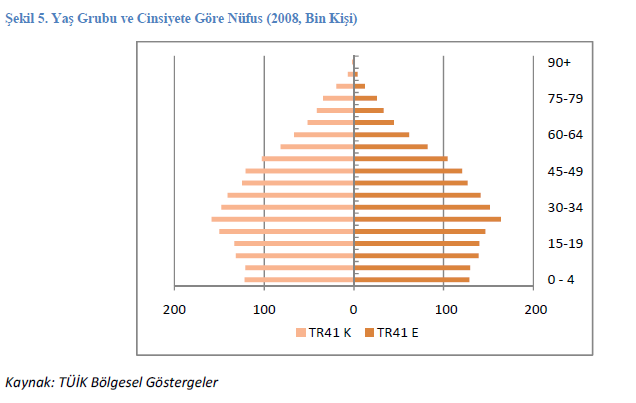 Şekil 5. Yaş Grubu ve Cinsiyete Göre Nüfus (2008, Bin Kişi)
90+
75-79
60-64
45-49
30-34
15-19
0 - 4
200 100 0 100 200
TR41 K TR41 E
Kaynak: TÜİK Bölgesel Göstergeler